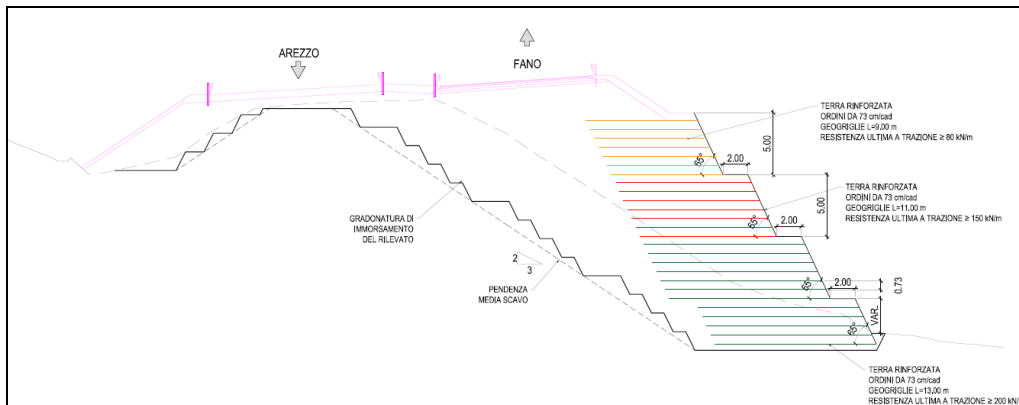 AREZZO
FANO
TERRA RINFORZATA
ORDINI DA 73 cm/cad
GEOGRIGLIE L=9,00 m
RESISTENZA ULTIMA A TRAZIONE ≥ 80 kN/m
5.00
65°
2.00
TERRA RINFORZATA
ORDINI DA 73 cm/cad
GEOGRIGLIE L=11,00 m
RESISTENZA ULTIMA A TRAZIONE ≥ 150 kN/m
5.00
65°
2.00
GRADONATURA DI
IMMORSAMENTO
DEL RILEVATO
2
3
PENDENZA
MEDIA SCAVO
65°
2.00
0.73
VAR.
65°
TERRA RINFORZATA
ORDINI DA 73 cm/cad
GEOGRIGLIE L=13,00 m
RESISTENZA ULTIMA A TRAZIONE ≥ 200 kN/